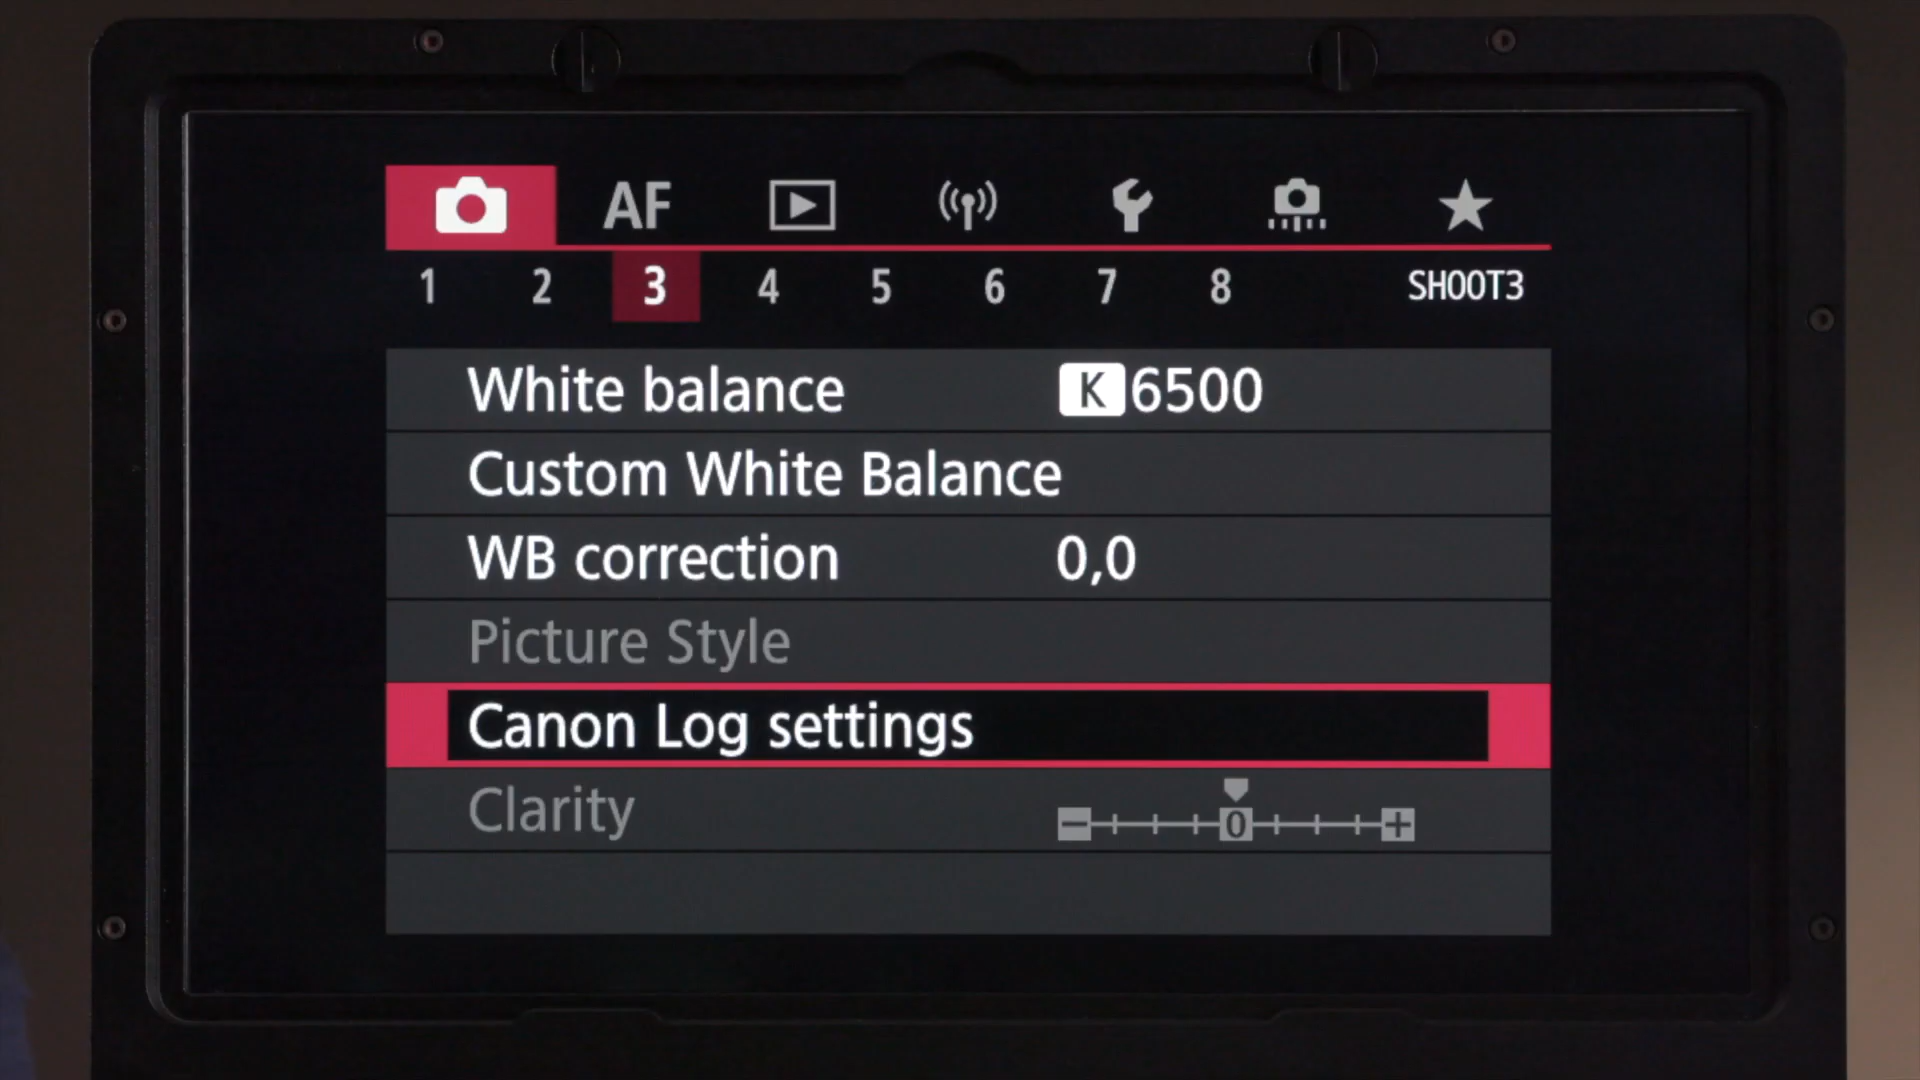 AF
1 2 3 4 5 6 7 8 SHOOT3
White balance K 6500
Custom White Balance
WB correction 0,0
Picture Style
Canon Log settings
Clarity - 0 +